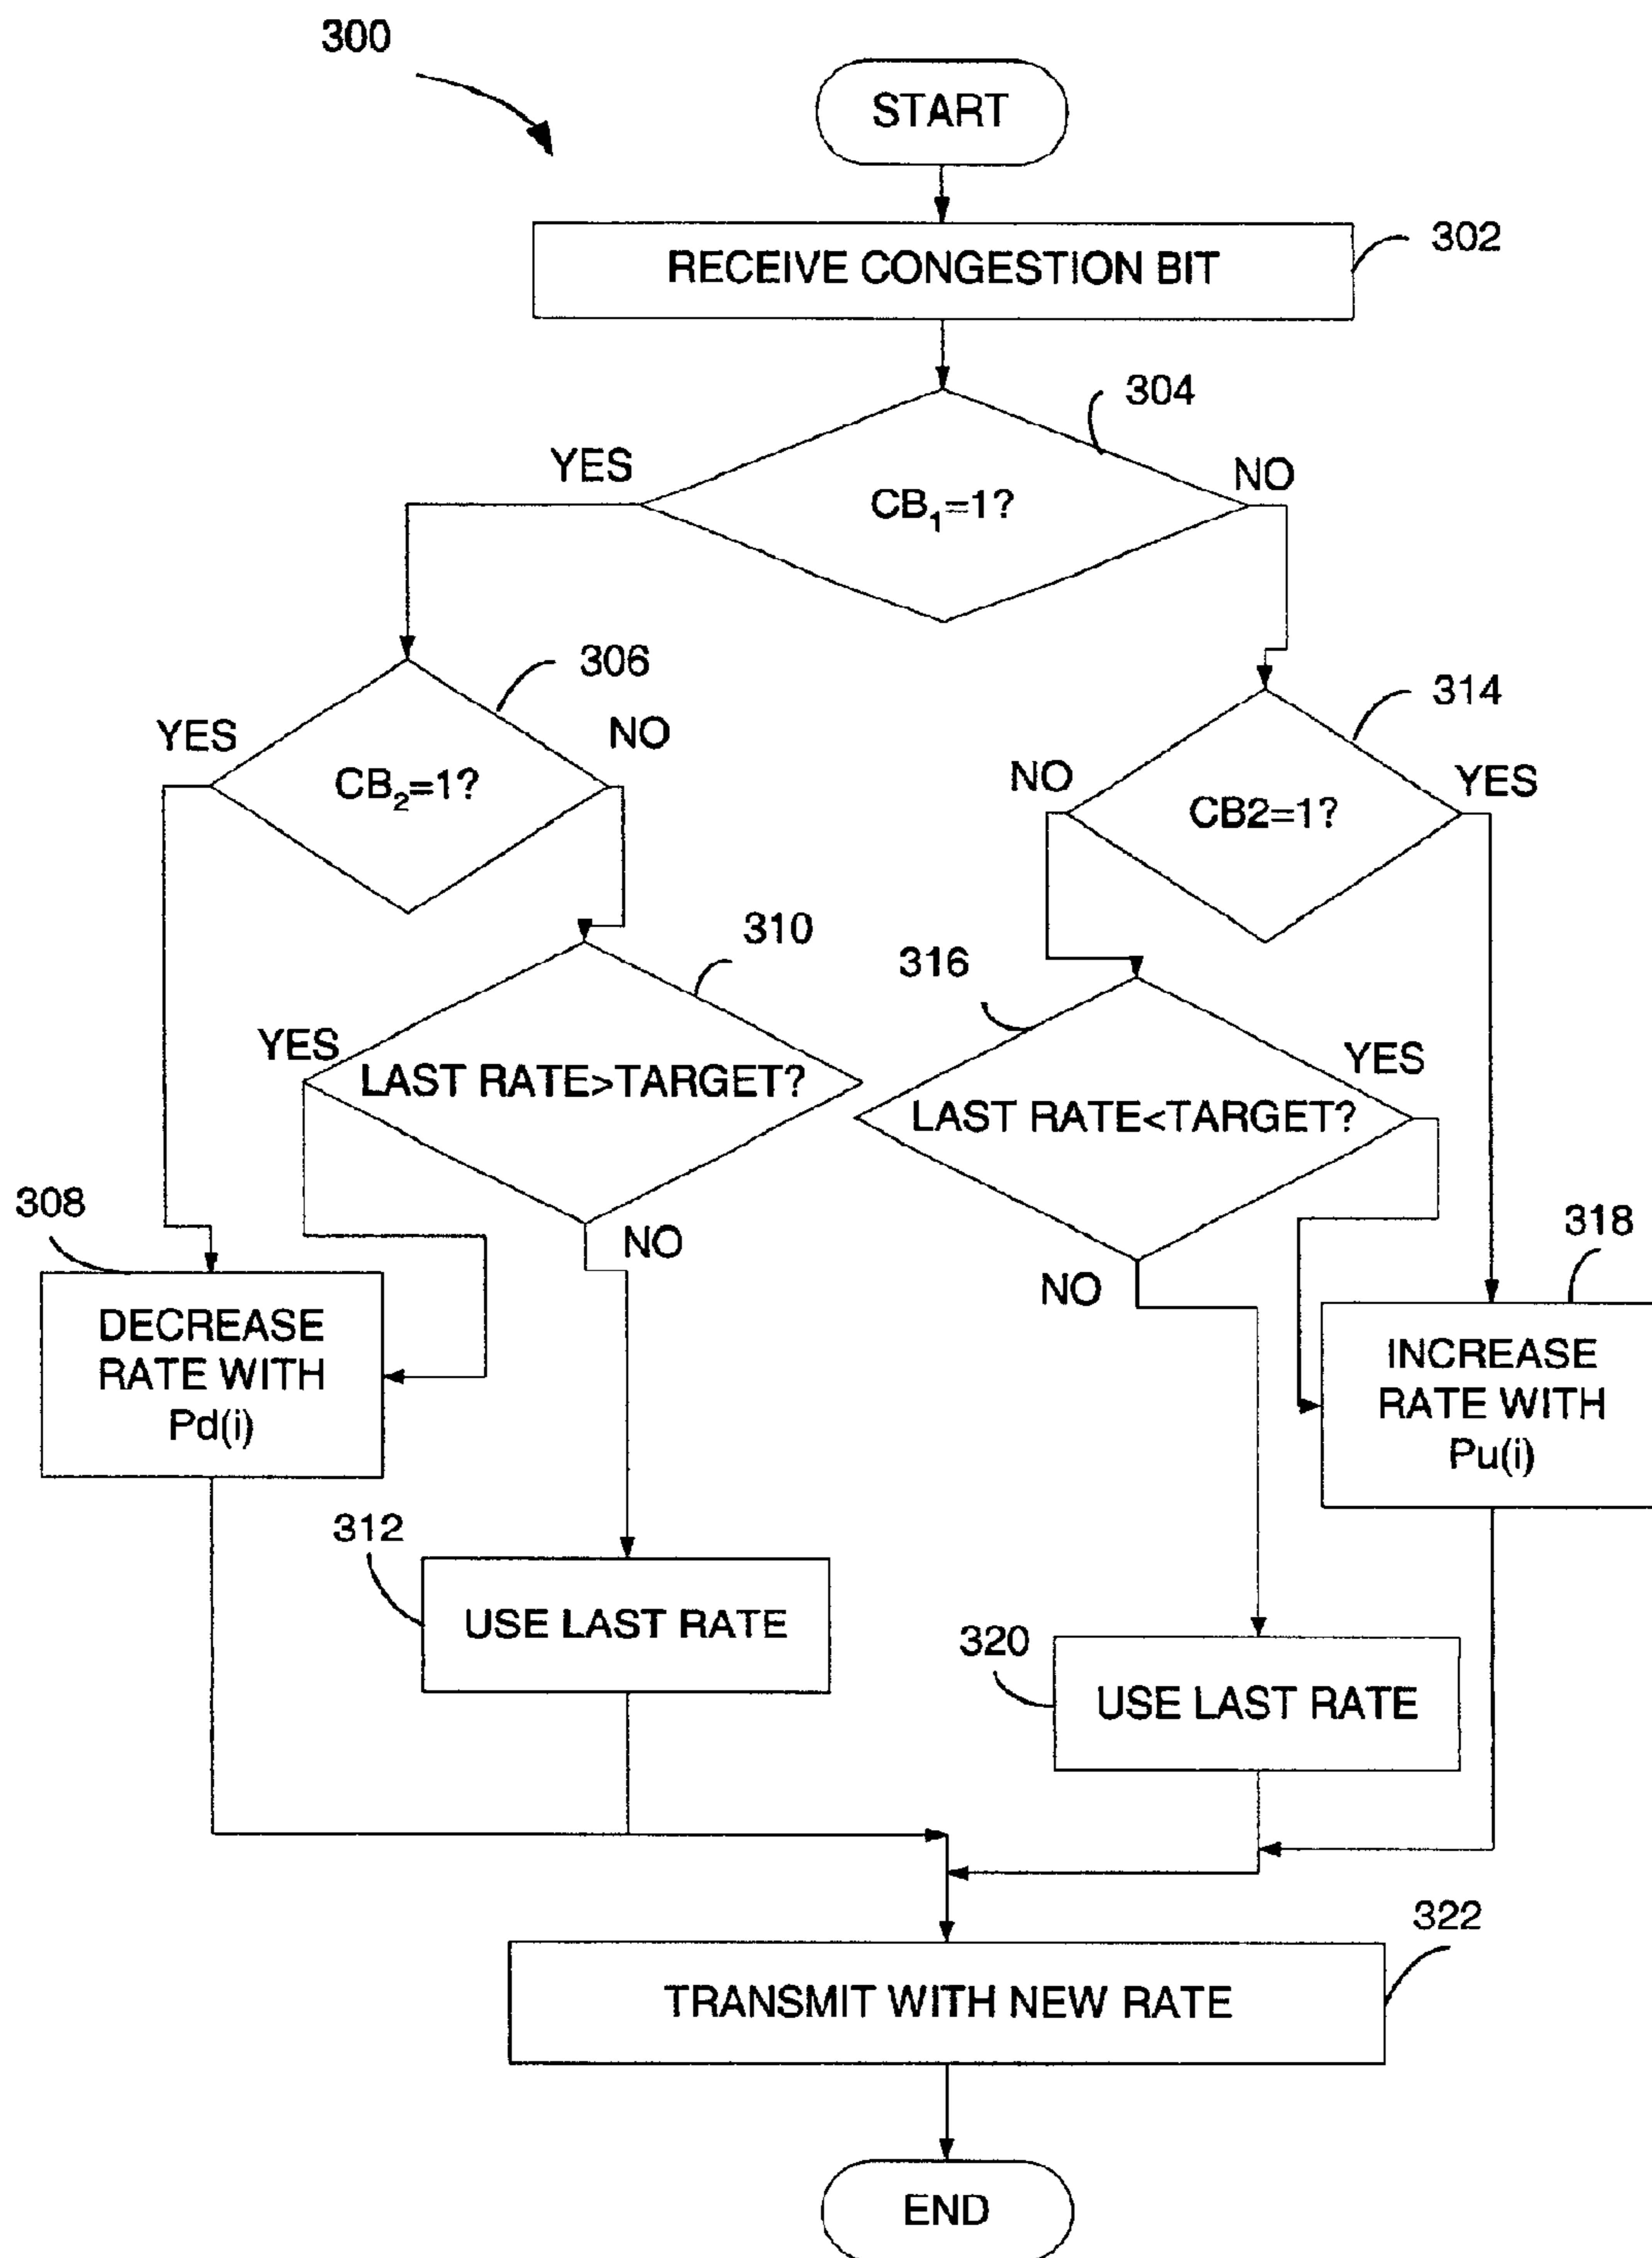 300
START
RECEIVE CONGESTION BIT
302
304
YES
NO
CB₁=1?
306
314
YES
NO
NO
YES
CB₂=1?
CB2=1?
310
316
YES
YES
LAST RATE>TARGET?
LAST RATE<TARGET?
308
NO
318
NO
DECREASE
RATE WITH
Pd(i)
INCREASE
RATE WITH
Pu(i)
312
USE LAST RATE
320
USE LAST RATE
322
TRANSMIT WITH NEW RATE
END